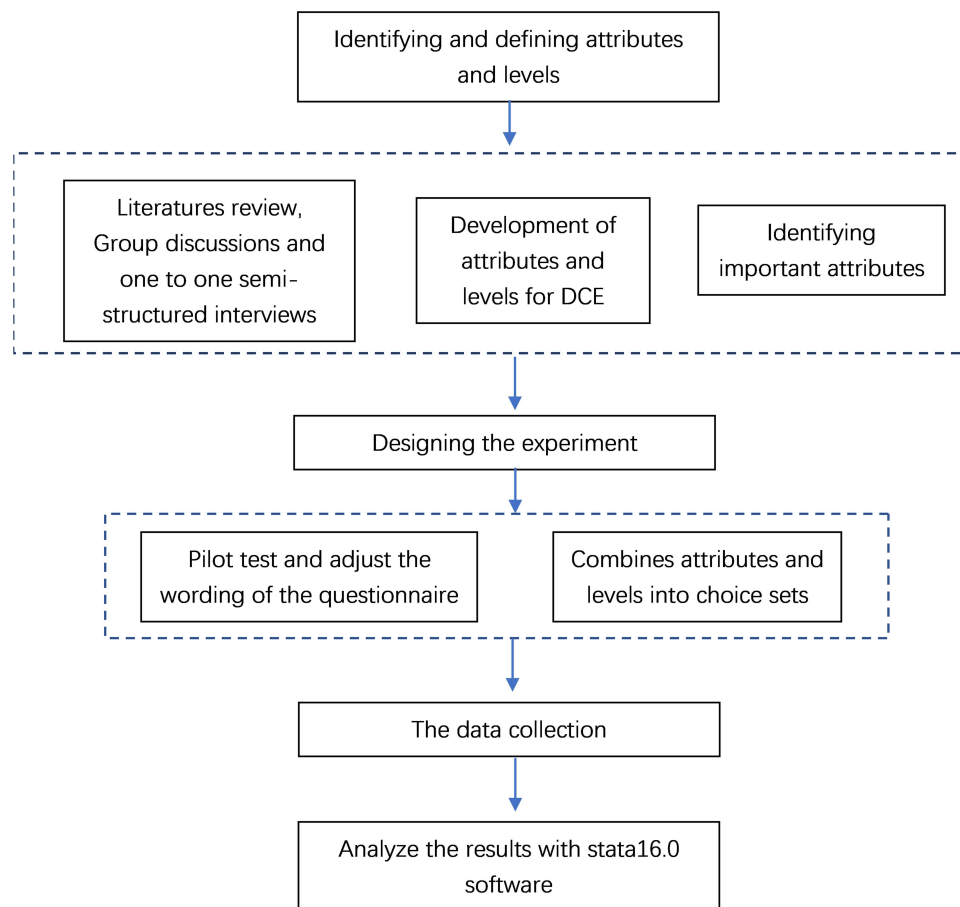 Identifying and defining attributes
and levels
Literatures review,
Group discussions and
one to one semi-
structured interviews
Development of
attributes and
levels for DCE
Identifying
important attributes
Designing the experiment
Pilot test and adjust the
wording of the questionnaire
Combines attributes and
levels into choice sets
The data collection
Analyze the results with stata16.0
software